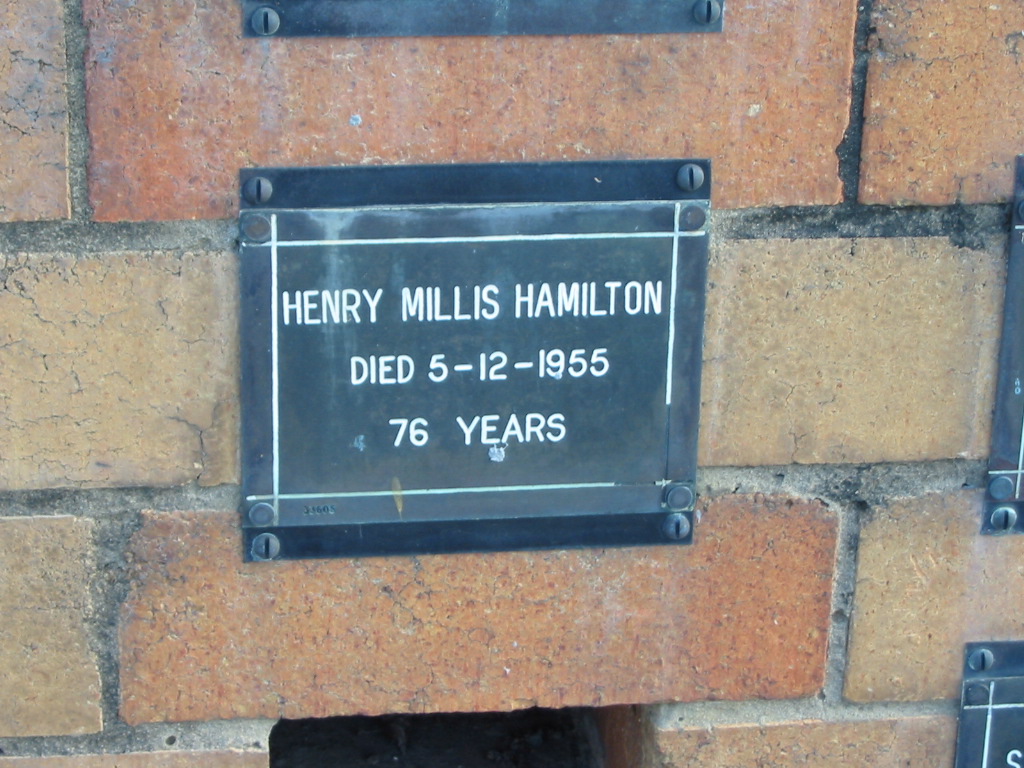 HENRY MILLIS HAMILTON
DIED 5-12-1955
76 YEARS